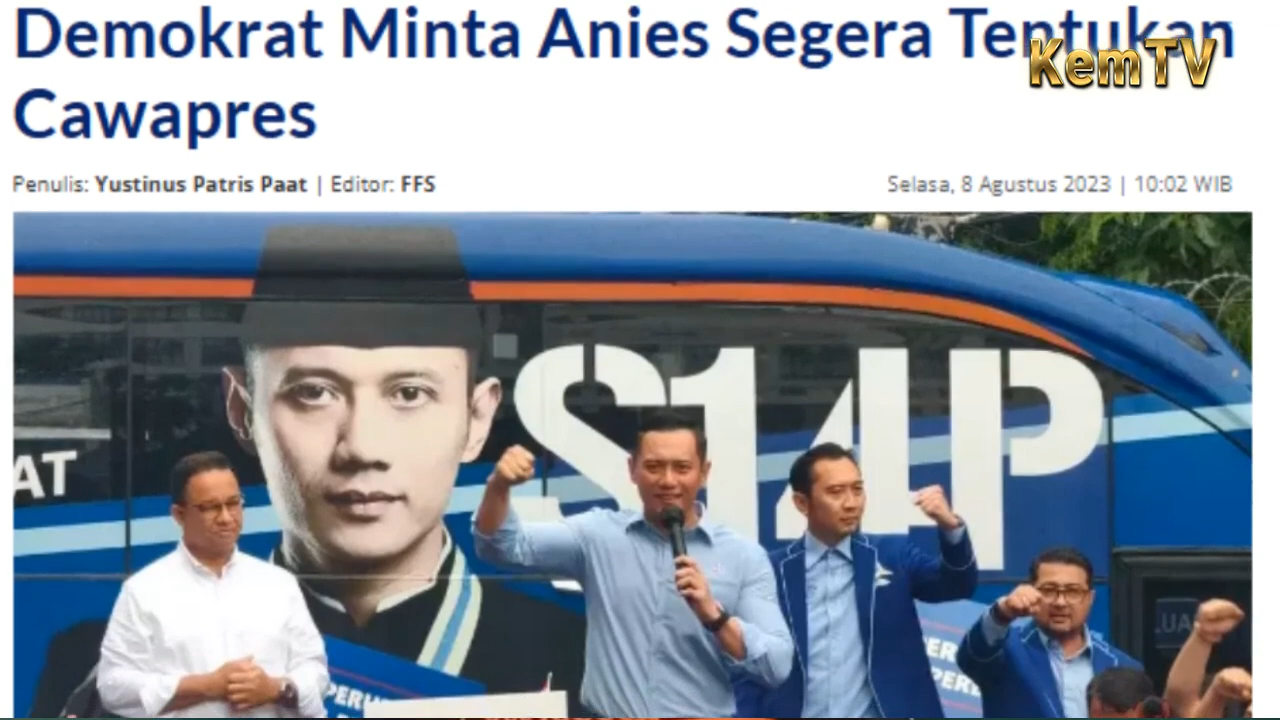 Demokrat Minta Anies Segera Tentukan
KemTV
Cawapres
Penulis: Yustinus Patris Paat | Editor: FFS
Selasa, 8 Agustus 2023 | 10:02 WIB
S14P
AT